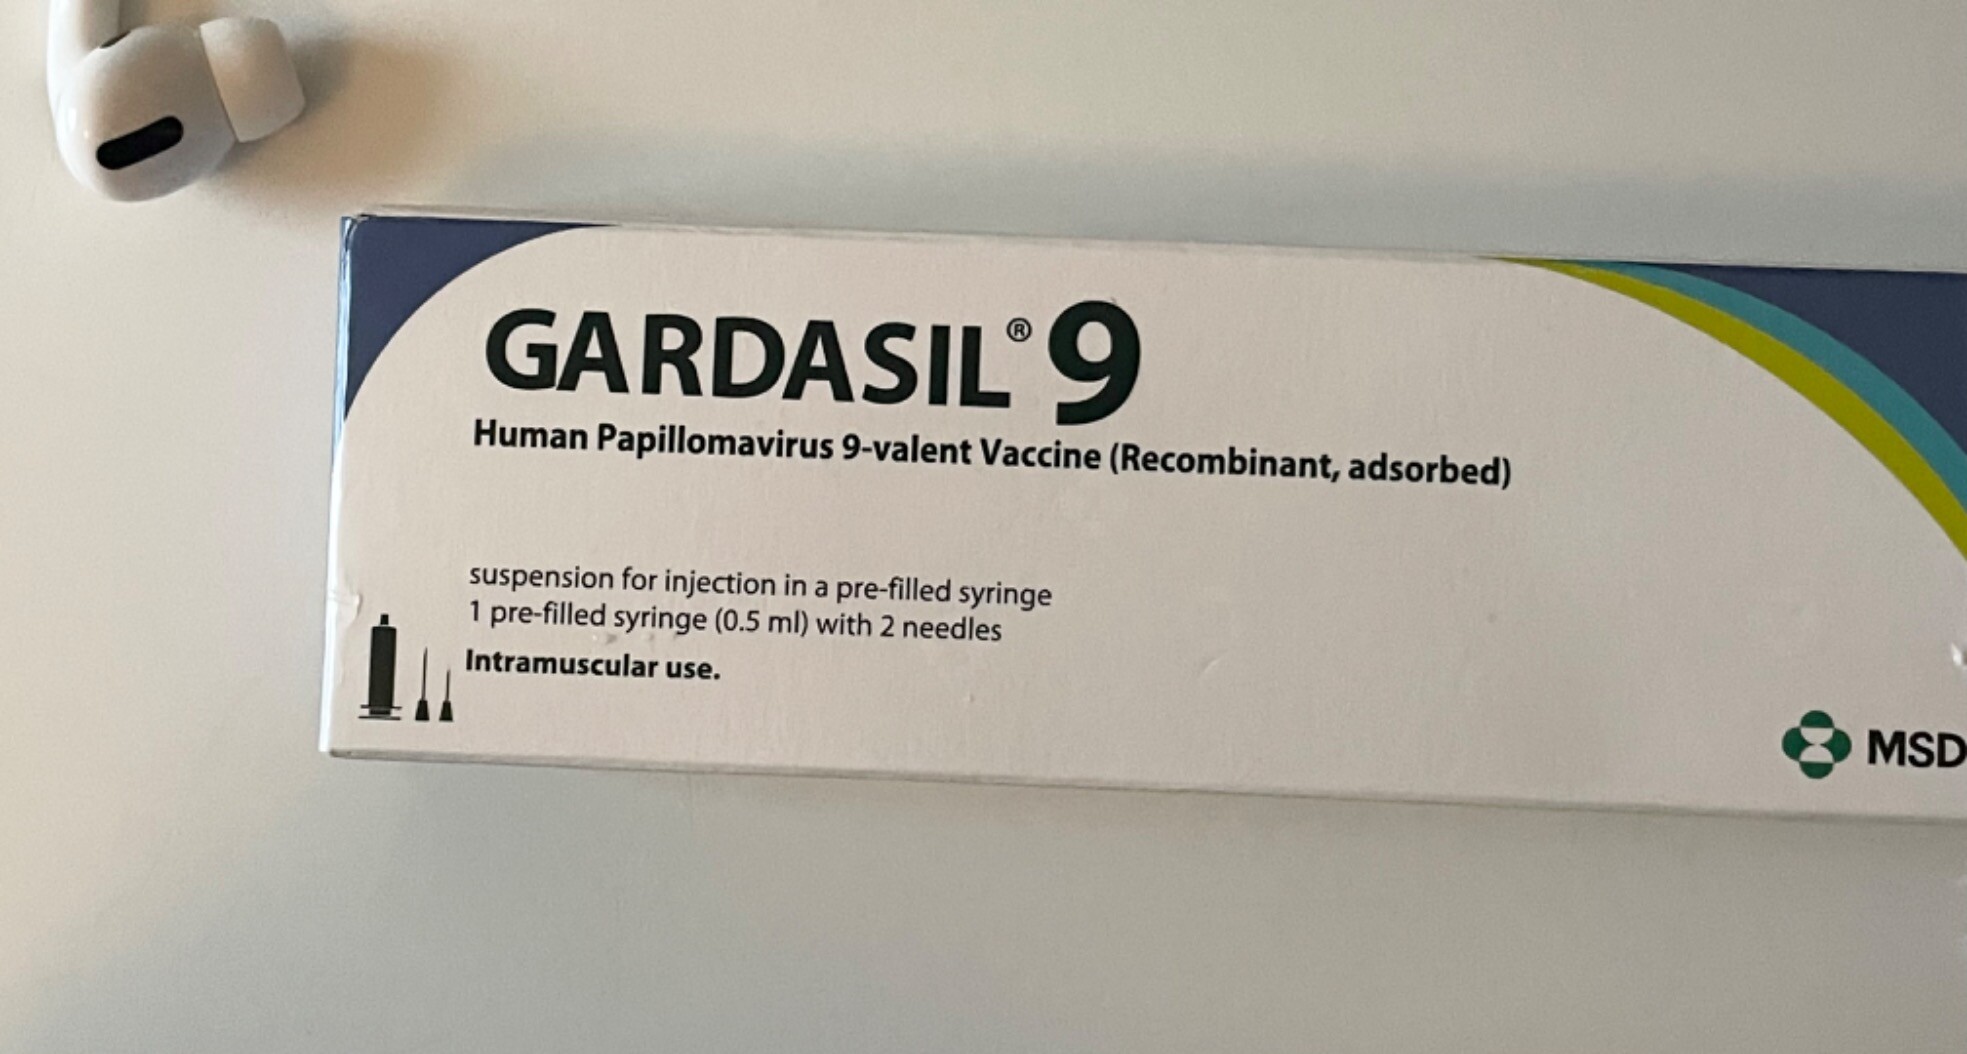 GARDASIL® 9
Human Papillomavirus 9-valent Vaccine (Recombinant, adsorbed)
suspension for injection in a pre-filled syringe
1 pre-filled syringe (0.5 ml) with 2 needles
Intramuscular use.
MSD